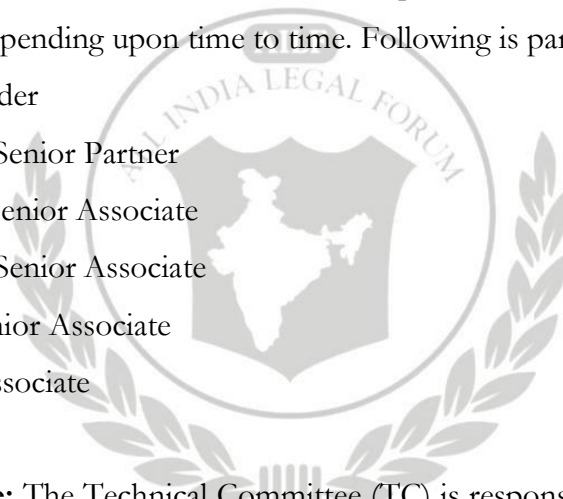 pending upon time to time. Following is par
der
Senior Partner
enior Associate
Senior Associate
nior Associate
ssociate
ALL INDIA LEGAL FORUM
e: The Technical Committee (TC) is respons